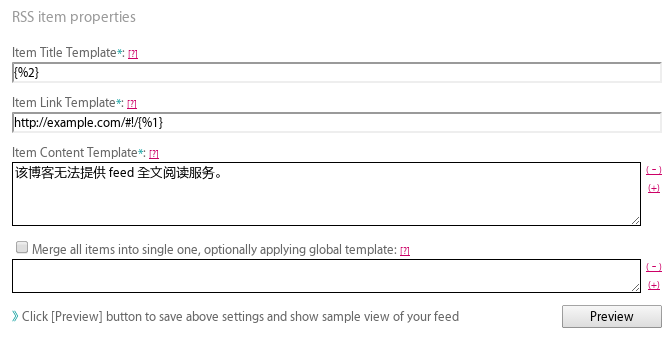 RSS item properties
Item Title Template*: [?]
{%2}
Item Link Template*: [?]
http://example.com/#!/{%1}
Item Content Template*: [?]
该博客无法提供 feed 全文阅读服务。
( - )
(+)
Merge all items into single one, optionally applying global template: [?]
( - )
(+)
》Click [Preview] button to save above settings and show sample view of your feed
Preview